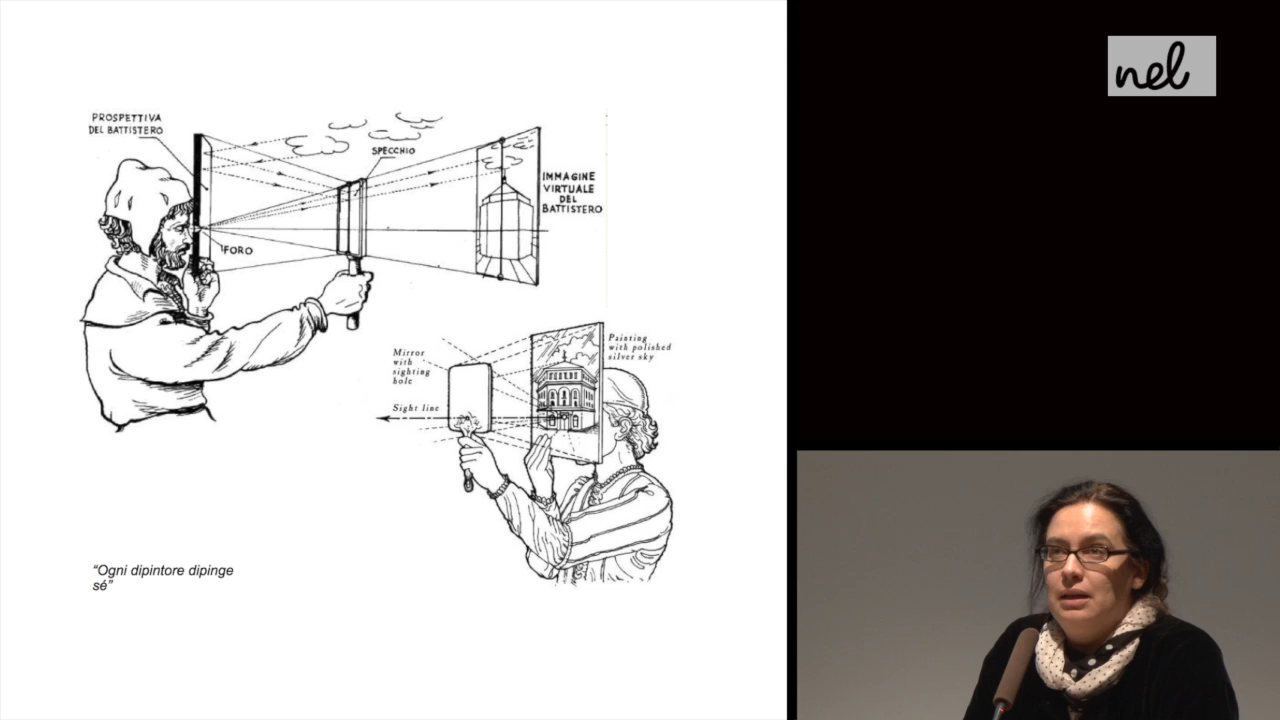 nel
PROSPETTIVA
DEL BATTISTERO
SPECCHIO
IMMAGINE
VIRTUALE
DEL
BATTISTERO
FORO
Mirror
with
sighting
hole
Sight line
Painting
with polished
silver sky
“Ogni dipintore dipinge
sé”